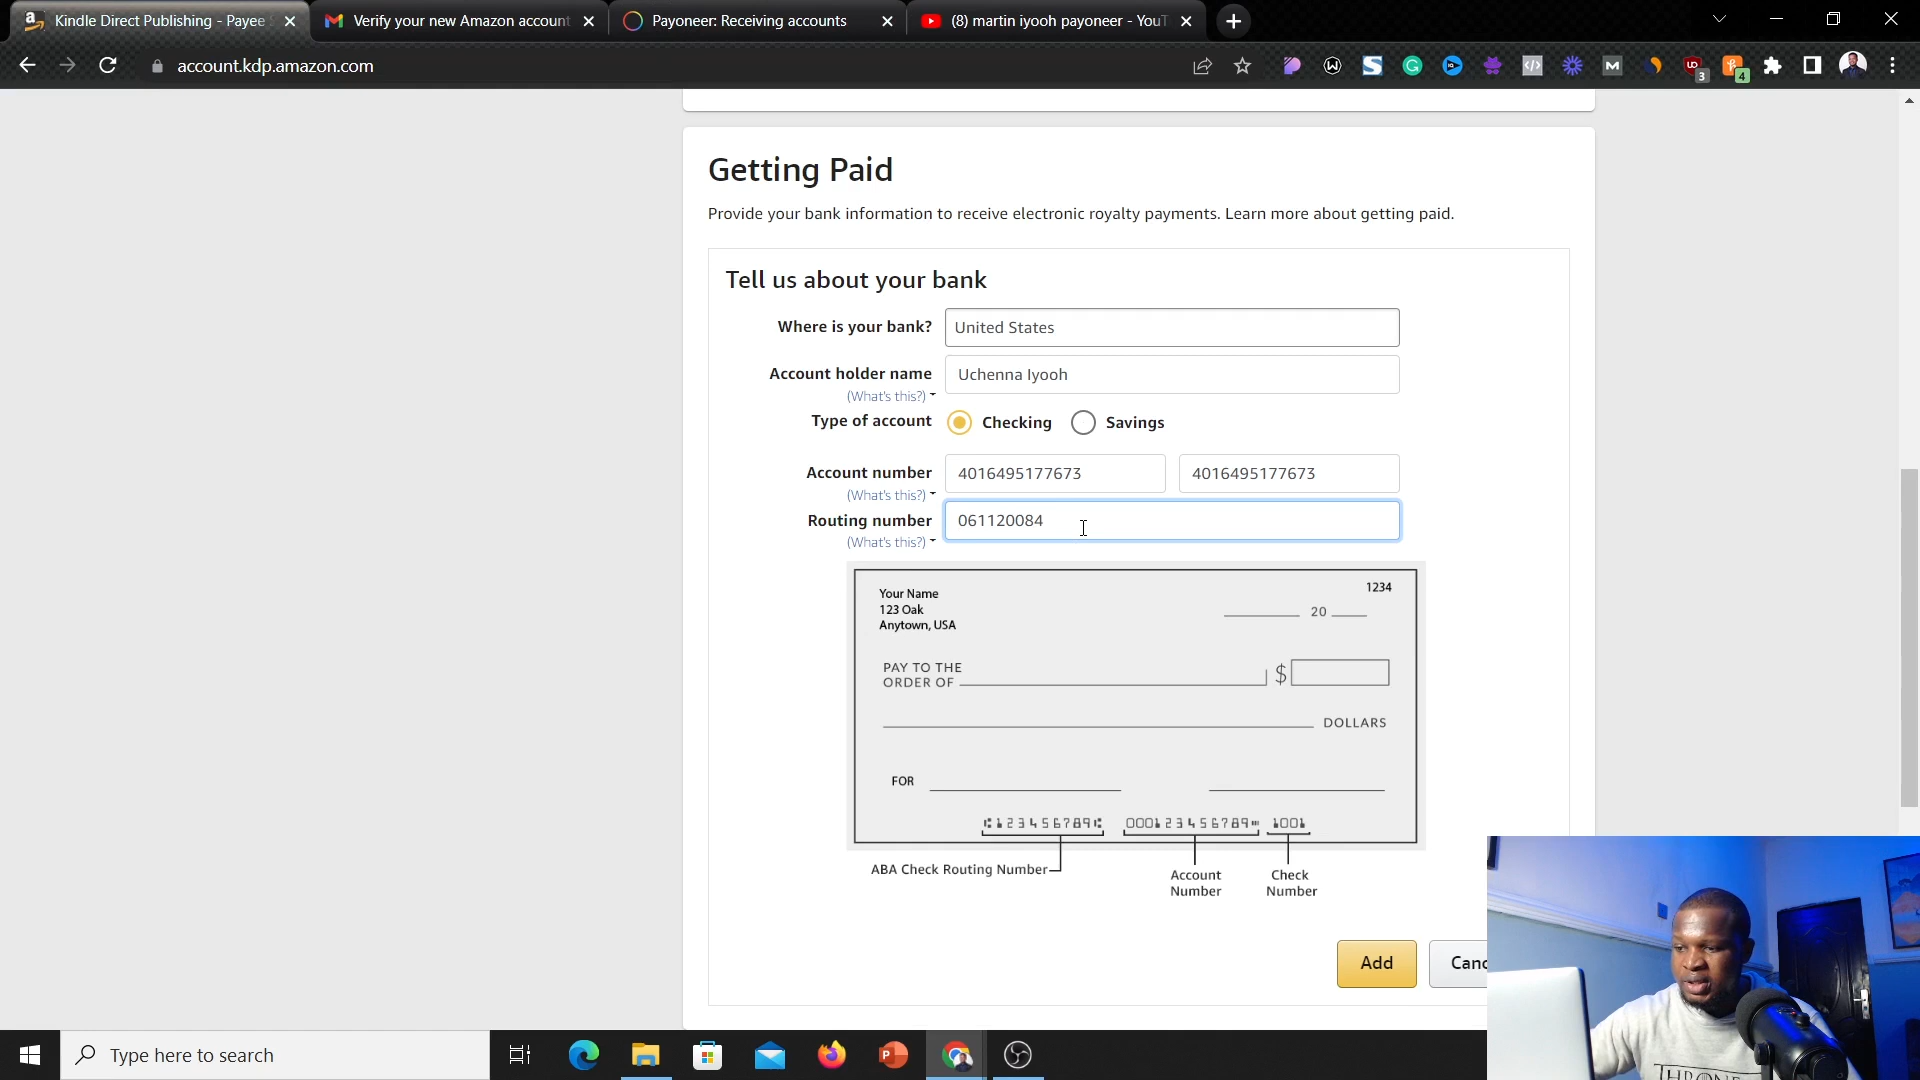 Kindle Direct Publishing - Payee S
Verify your new Amazon account
Payoneer: Receiving accounts
(8) martin iyooh payoneer - YouT
account.kdp.amazon.com
3
4
Getting Paid
Provide your bank information to receive electronic royalty payments. Learn more about getting paid.
Tell us about your bank
Where is your bank? United States
Account holder name Uchenna Iyooh
(What's this?)
Type of account Checking Savings
Account number 4016495177673 4016495177673
(What's this?)
Routing number 061120084
(What's this?)
Your Name 1234
123 Oak 20
Anytown, USA
PAY TO THE
ORDER OF $
DOLLARS
FOR
⑆123456789⑆ 000123456789⑈ 1001
ABA Check Routing Number
Account
Number
Check
Number
Add Canc
Type here to search